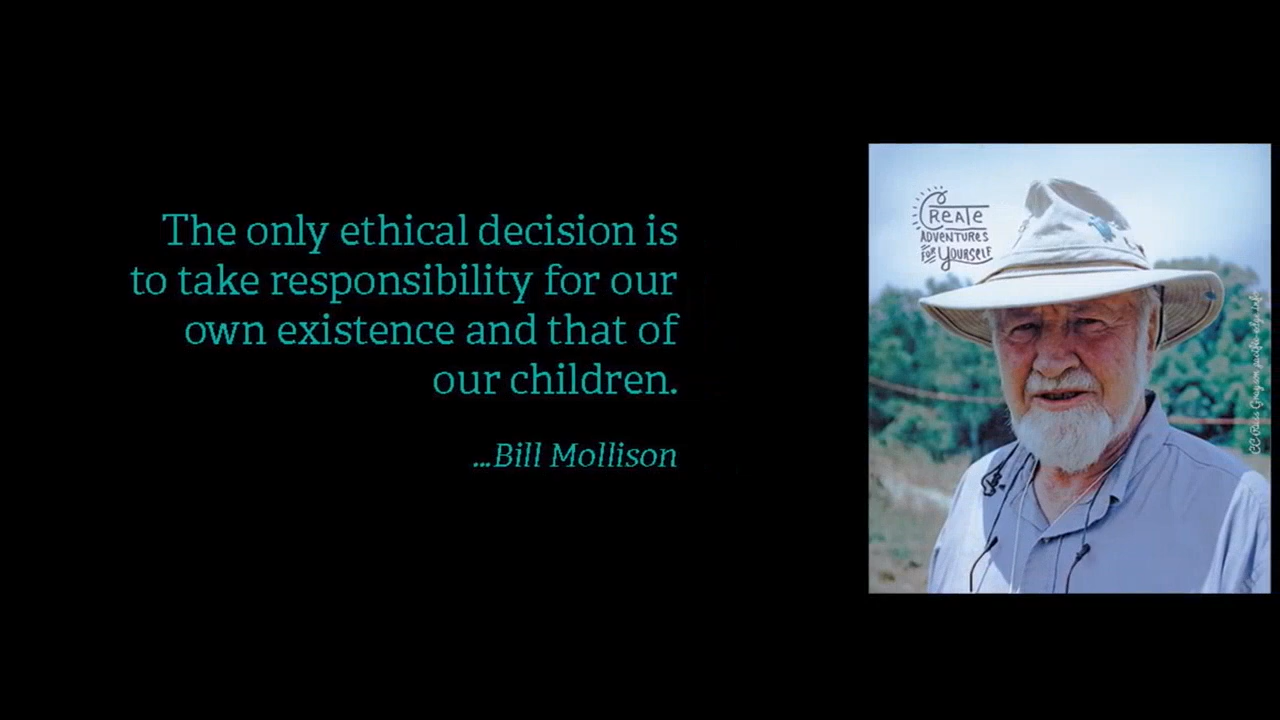 The only ethical decision is
to take responsibility for our
own existence and that of
our children.
...Bill Mollison
CREATE
ADVENTURES
FOR YOURSELF